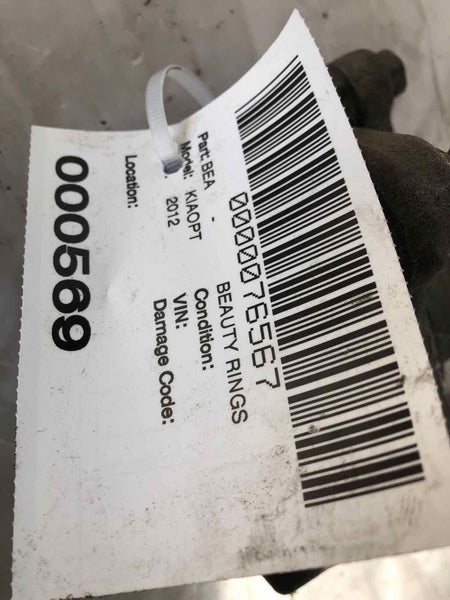 0000076567
Part: BEA - BEAUTY RINGS
Model: KIAOPT Condition:
: 2012 VIN:
Damage Code:
Location:
000569